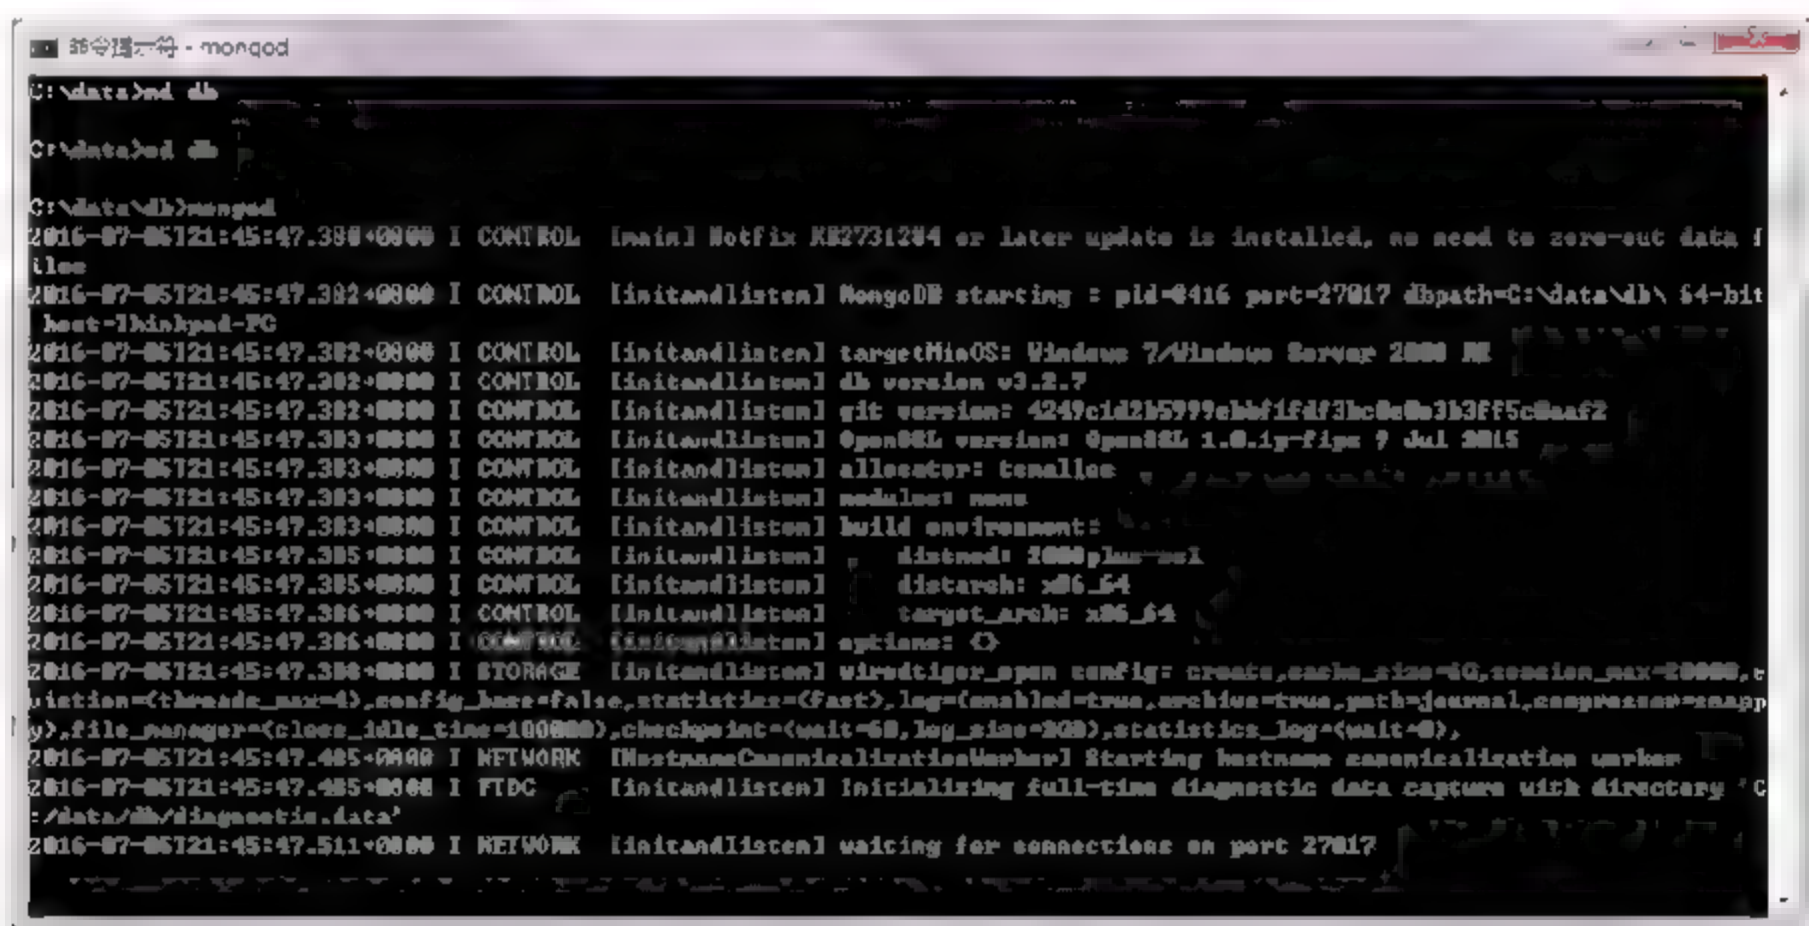 命令提示符 - mongod
C:\data>md db
C:\data>cd db
C:\data\db>mongod
2016-07-05T21:45:47.380+0800 I CONTROL  [main] Hotfix KB2731284 or later update is installed, no need to zero-out data f
iles
2016-07-05T21:45:47.382+0800 I CONTROL  [initandlisten] MongoDB starting : port=27017 dbpath=C:\data\db\ 64-bit
 host=Thinkpad-PC
2016-07-05T21:45:47.382+0800 I CONTROL  [initandlisten] targetMinOS: Windows 7/Windows Server 2008 R2
2016-07-05T21:45:47.382+0800 I CONTROL  [initandlisten] db version v3.2.7
2016-07-05T21:45:47.382+0800 I CONTROL  [initandlisten] git version:
2016-07-05T21:45:47.383+0800 I CONTROL  [initandlisten] OpenSSL version: OpenSSL 1.0.1p-fips 9 Jul 2015
2016-07-05T21:45:47.383+0800 I CONTROL  [initandlisten] allocator: tcmalloc
2016-07-05T21:45:47.383+0800 I CONTROL  [initandlisten] modules: none
2016-07-05T21:45:47.383+0800 I CONTROL  [initandlisten] build environment:
2016-07-05T21:45:47.385+0800 I CONTROL  [initandlisten]     distmod: 2008plus-ssl
2016-07-05T21:45:47.385+0800 I CONTROL  [initandlisten]     distarch: x86_64
2016-07-05T21:45:47.386+0800 I CONTROL  [initandlisten]     target_arch: x86_64
2016-07-05T21:45:47.386+0800 I CONTROL  [initandlisten] options: {}
I STORAGE  [initandlisten] wiredtiger_open config: create,cache_size=4G,session_max=20000,e
viction=(threads_max=4),config_base=false,statistics=(fast),log=(enabled=true,archive=true,path=journal,compressor=snapp
y),file_manager=(close_idle_time=100000),checkpoint=(wait=60,log_size=2GB),statistics_log=(wait=0),
2016-07-05T21:45:47.485+0800 I NETWORK  [HostnameCanonicalizationWorker] Starting hostname canonicalization worker
2016-07-05T21:45:47.485+0800 I FTDC     [initandlisten] Initializing full-time diagnostic data capture with directory 'C
:/data/db/diagnostic.data'
2016-07-05T21:45:47.511+0800 I NETWORK  [initandlisten] waiting for connections on port 27017